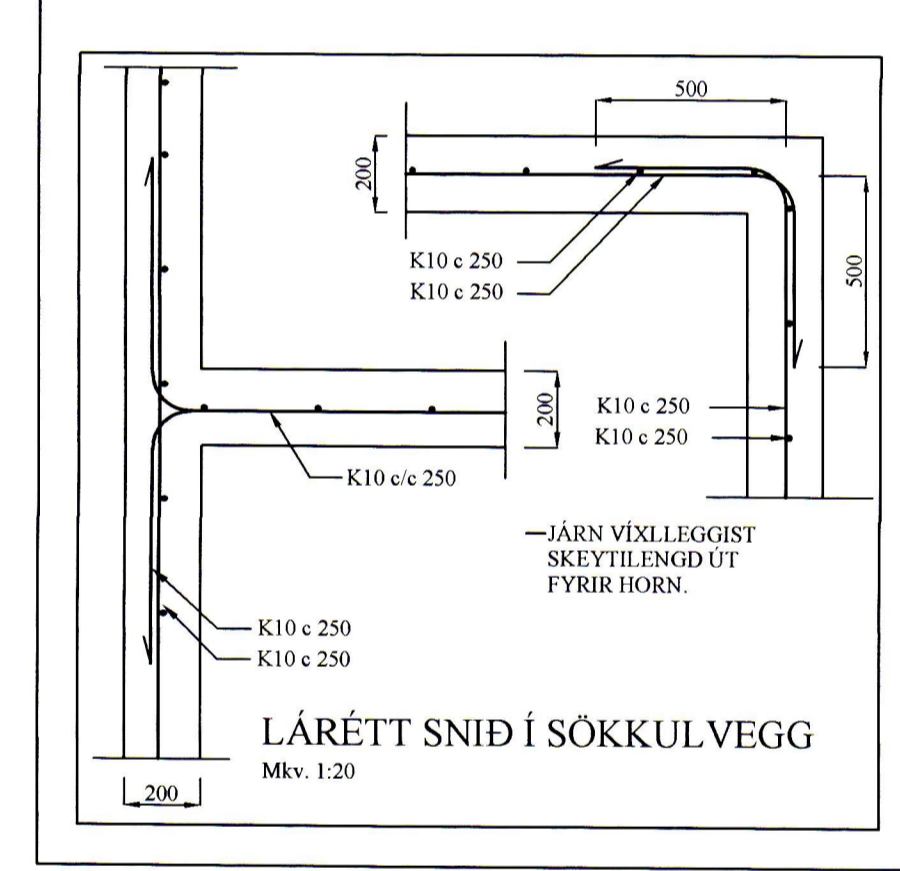 500
200
K10 c 250
K10 c 250
500
200
K10 c 250
K10 c 250
K10 c/c 250
—JÁRN VÍXLLEGGIST
SKEYTILENGD ÚT
FYRIR HORN.
K10 c 250
K10 c 250
LÁRÉTT SNIÐ Í SÖKKULVEGG
Mkv. 1:20
200